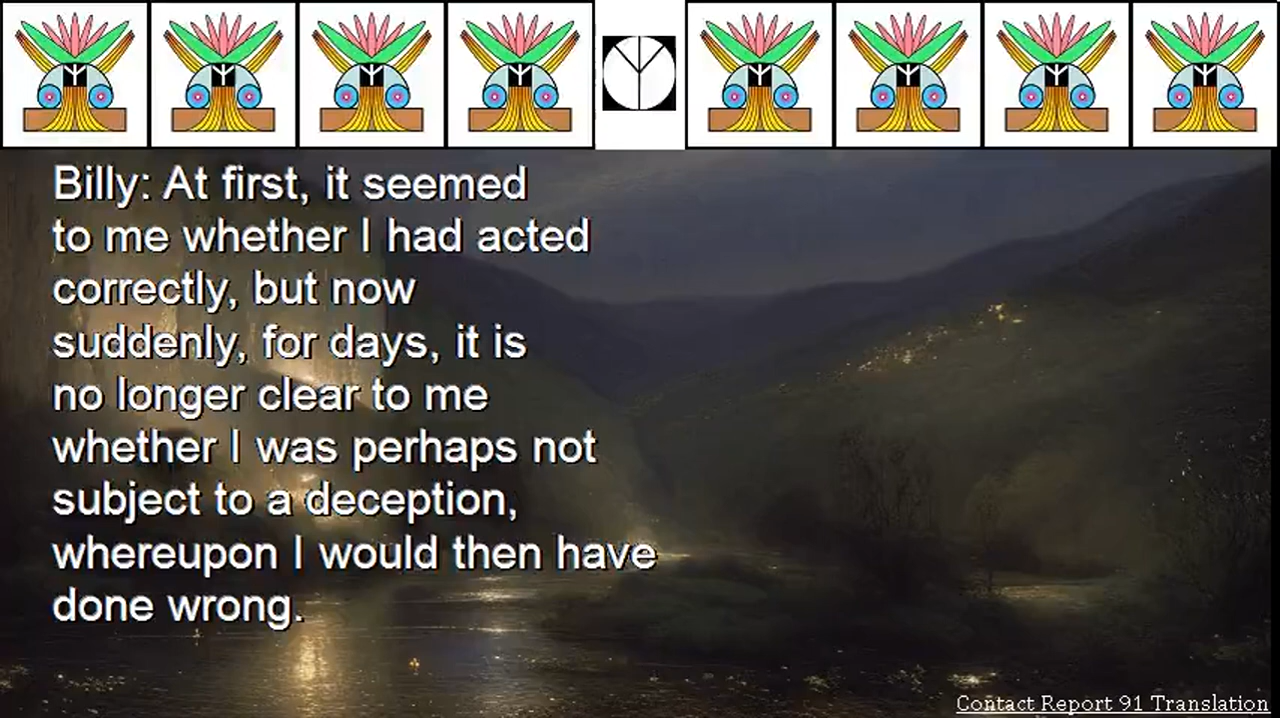 Billy: At first, it seemed
to me whether I had acted
correctly, but now
suddenly, for days, it is
no longer clear to me
whether I was perhaps not
subject to a deception,
whereupon I would then have
done wrong.
Contact Report 91 Translation